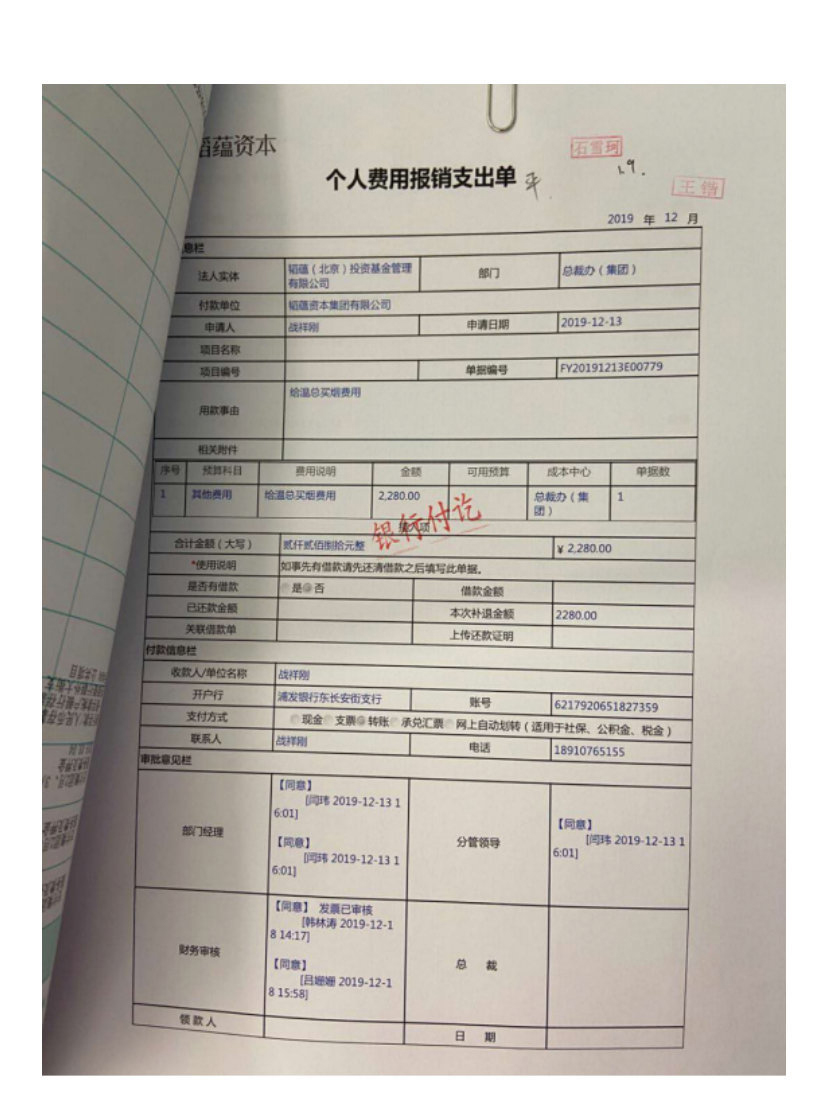 韬蕴资本
石雪珂
1.9.
个人费用报销支出单
王锴
2019 年 12 月
息栏
法人实体 韬蕴（北京）投资基金管理有限公司 部门 总裁办（集团）
付款单位 韬蕴资本集团有限公司
申请人 战祥刚 申请日期 2019-12-13
项目名称
项目编号 单据编号 FY20191213E00779
用款事由 给温总买烟费用
相关附件
序号 预算科目 费用说明 金额 可用预算 成本中心 单据数
1 其他费用 给温总买烟费用 2,280.00 总裁办（集团） 1
银行付讫
合计金额（大写） 贰仟贰佰捌拾元整 ¥ 2,280.00
*使用说明 如事先有借款请先还清借款之后填写此单据。
是否有借款 是 否 借款金额
已还款金额 本次补退金额 2280.00
关联借款单 上传还款证明
付款信息栏
收款人/单位名称 战祥刚
开户行 浦发银行东长安街支行 账号 6217920651827359
支付方式 现金 支票 转账 承兑汇票 网上自动划转（适用于社保、公积金、税金）
联系人 战祥刚 电话 18910765155
审批意见栏
部门经理 【同意】
[闫玮 2019-12-13 1
6:01]
【同意】
[闫玮 2019-12-13 1
6:01]
分管领导 【同意】
[闫玮 2019-12-13 1
6:01]
财务审核 【同意】 发票已审核
[韩林涛 2019-12-1
8 14:17]
【同意】
[吕姗姗 2019-12-1
8 15:58]
总 裁
领 款 人 日 期